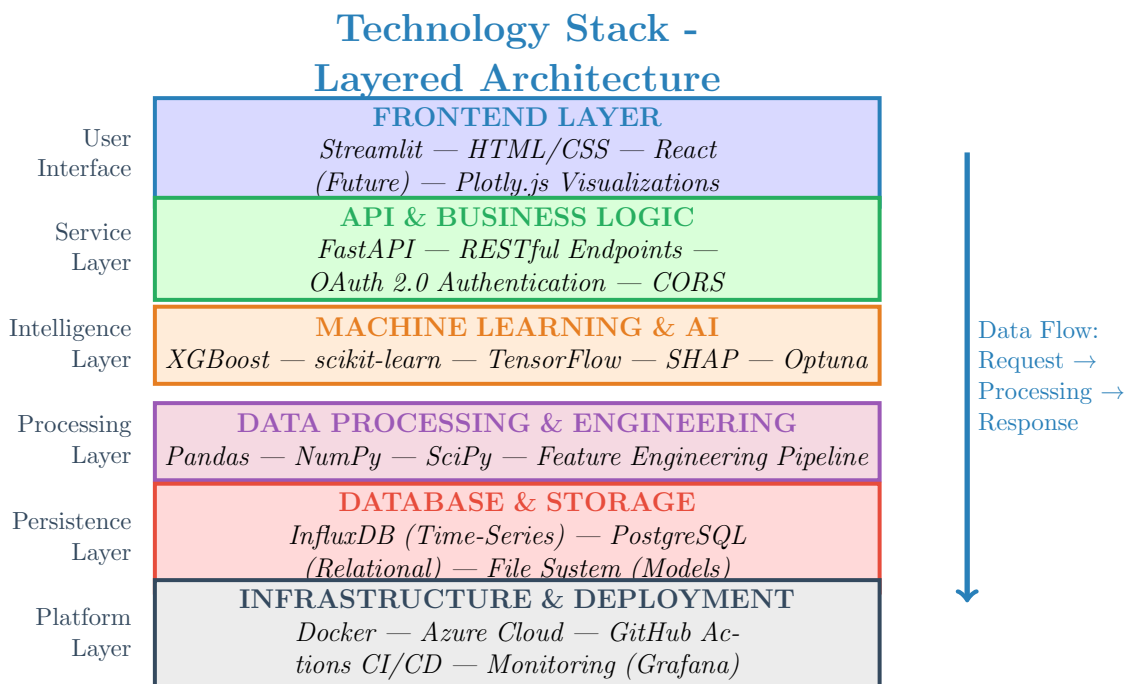 Technology Stack -
Layered Architecture
User
Interface
FRONTEND LAYER
Streamlit — HTML/CSS — React
(Future) — Plotly.js Visualizations
Service
Layer
API & BUSINESS LOGIC
FastAPI — RESTful Endpoints —
OAuth 2.0 Authentication — CORS
Intelligence
Layer
MACHINE LEARNING & AI
XGBoost — scikit-learn — TensorFlow — SHAP — Optuna
Processing
Layer
DATA PROCESSING & ENGINEERING
Pandas — NumPy — SciPy — Feature Engineering Pipeline
Persistence
Layer
DATABASE & STORAGE
InfluxDB (Time-Series) — PostgreSQL
(Relational) — File System (Models)
Platform
Layer
INFRASTRUCTURE & DEPLOYMENT
Docker — Azure Cloud — GitHub Ac-
tions CI/CD — Monitoring (Grafana)
Data Flow:
Request →
Processing →
Response